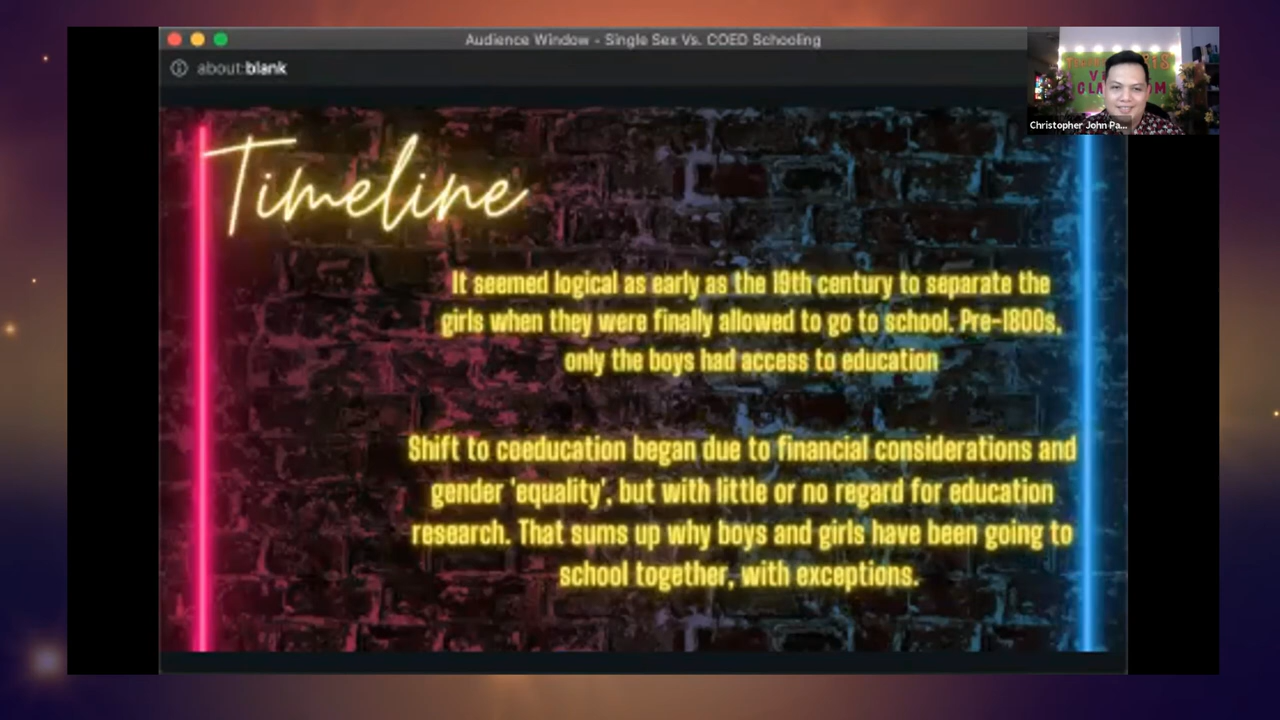 Audience Window - Single Sex Vs. COED Schooling
about:blank
Christopher John Pa...
Timeline
It seemed logical as early as the 19th century to separate the
girls when they were finally allowed to go to school. Pre-1800s,
only the boys had access to education
Shift to coeducation began due to financial considerations and
gender 'equality', but with little or no regard for education
research. That sums up why boys and girls have been going to
school together, with exceptions.